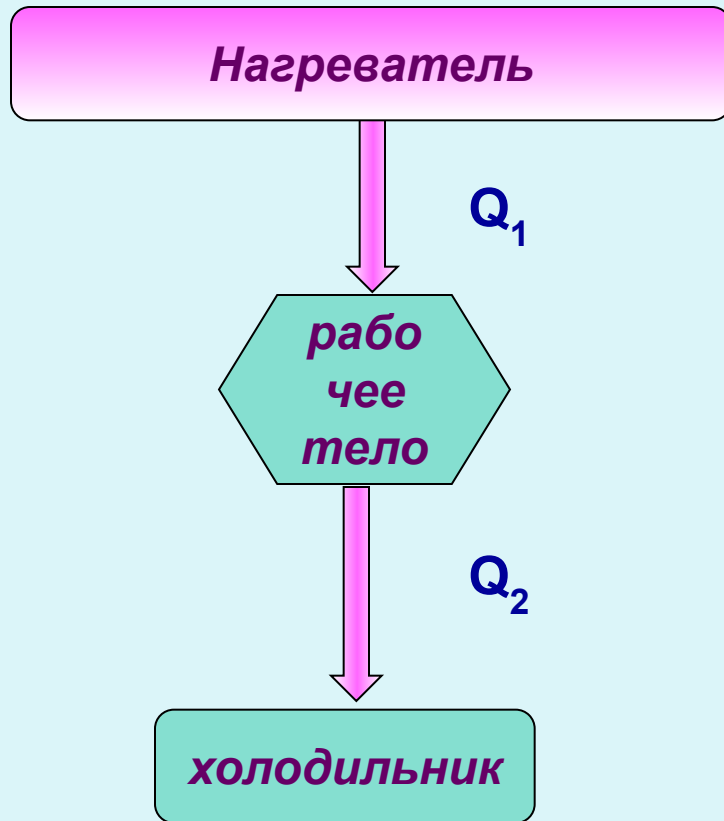 Нагреватель
Q₁
рабо
чее
тело
Q₂
холодильник